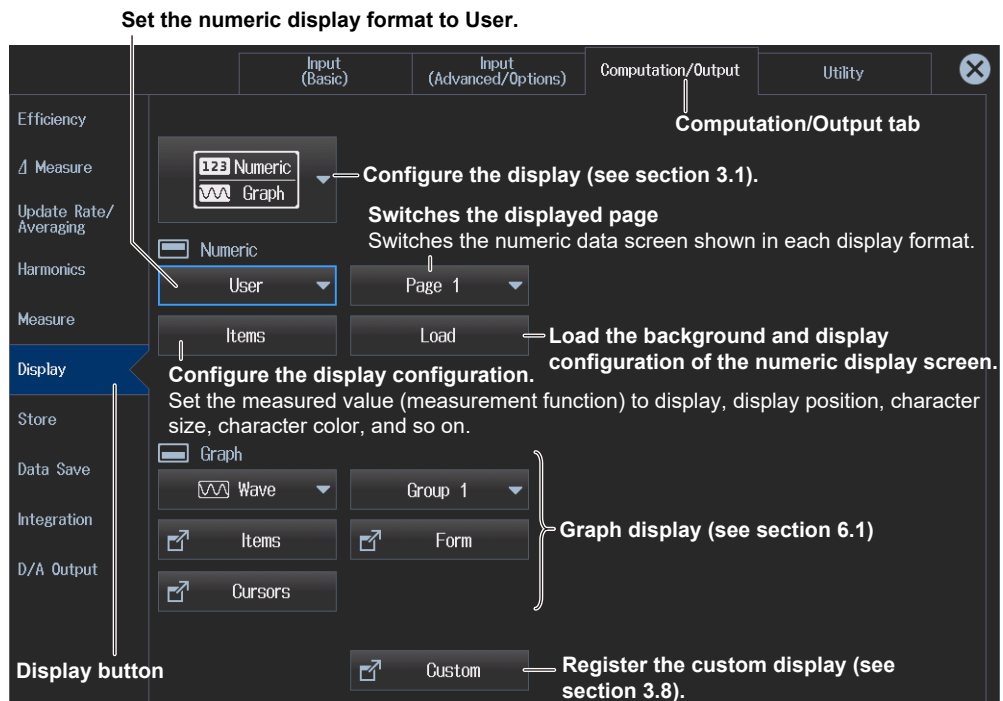 Set the numeric display format to User.
Input
(Basic)
Input
(Advanced/Options)
Computation/Output
Utility
Computation/Output tab
Efficiency
Δ Measure
Update Rate/
Averaging
Harmonics
Measure
Display
Store
Data Save
Integration
D/A Output
Display button
123 Numeric
Graph
Configure the display (see section 3.1).
Switches the displayed page
Switches the numeric data screen shown in each display format.
Numeric
User
Page 1
Items
Load
Load the background and display
configuration of the numeric display screen.
Configure the display configuration.
Set the measured value (measurement function) to display, display position, character
size, character color, and so on.
Graph
Wave
Group 1
Items
Form
Graph display (see section 6.1)
Cursors
Custom
Register the custom display (see
section 3.8).